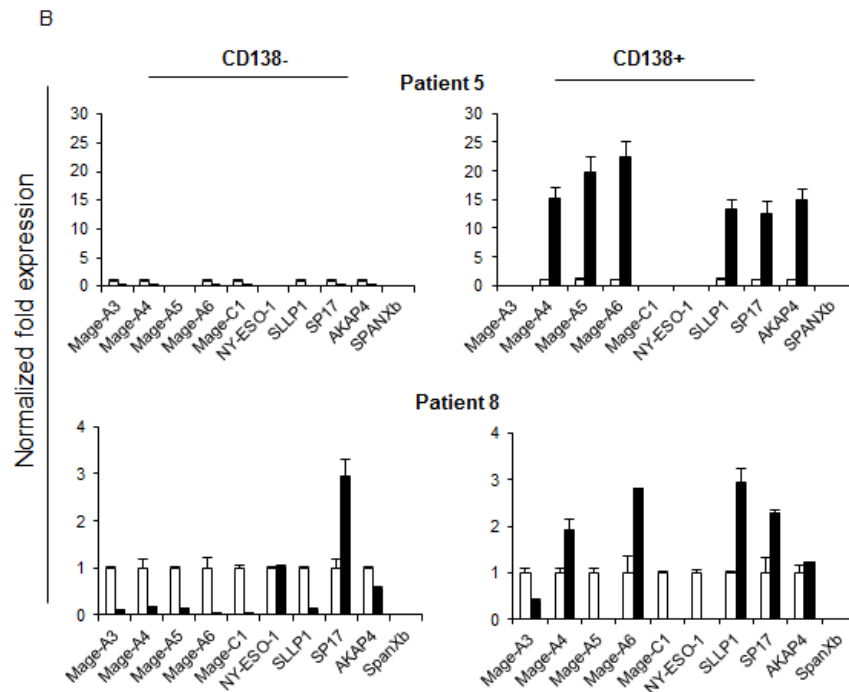 B
CD138-
CD138+
Patient 5
Normalized fold expression
30
25
20
15
10
5
0
Mage-A3
Mage-A4
Mage-A5
Mage-A6
Mage-C1
NY-ESO-1
SLLP1
SP17
AKAP4
SPANXb
30
25
20
15
10
5
0
Mage-A3
Mage-A4
Mage-A5
Mage-A6
Mage-C1
NY-ESO-1
SLLP1
SP17
AKAP4
SPANXb
Patient 8
4
3
2
1
0
Mage-A3
Mage-A4
Mage-A5
Mage-A6
Mage-C1
NY-ESO-1
SLLP1
SP17
AKAP4
SpanXb
4
3
2
1
0
Mage-A3
Mage-A4
Mage-A5
Mage-A6
Mage-C1
NY-ESO-1
SLLP1
SP17
AKAP4
SpanXb